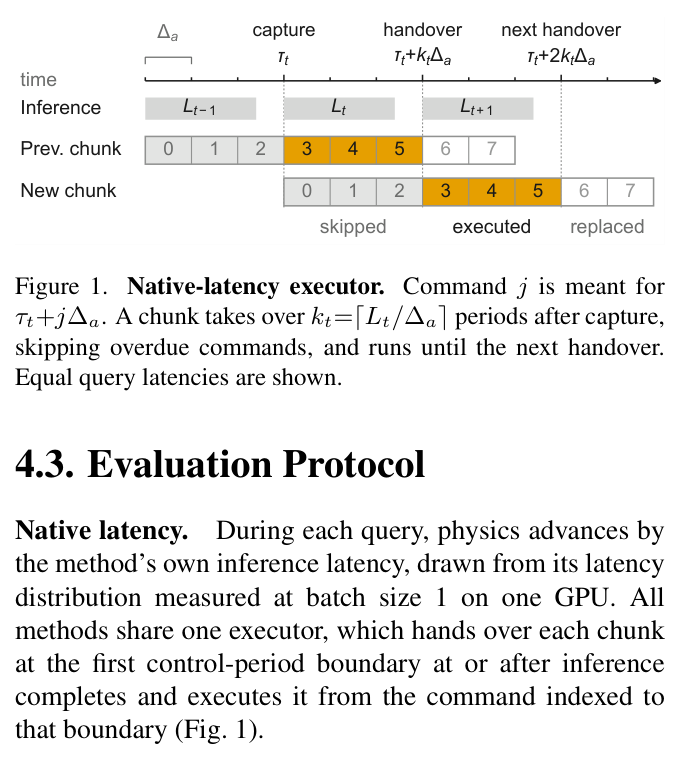 Δₐ capture handover next handover
τₜ τₜ+kₜΔₐ τₜ+2kₜΔₐ
time
Inference Lₜ₋₁ Lₜ Lₜ₊₁
Prev. chunk 0 1 2 3 4 5 6 7
New chunk 0 1 2 3 4 5 6 7
skipped executed replaced
Figure 1. Native-latency executor. Command j is meant for
τₜ+jΔₐ. A chunk takes over kₜ=⌈Lₜ/Δₐ⌉ periods after capture,
skipping overdue commands, and runs until the next handover.
Equal query latencies are shown.
4.3. Evaluation Protocol
Native latency. During each query, physics advances by
the method's own inference latency, drawn from its latency
distribution measured at batch size 1 on one GPU. All
methods share one executor, which hands over each chunk
at the first control-period boundary at or after inference
completes and executes it from the command indexed to
that boundary (Fig. 1).